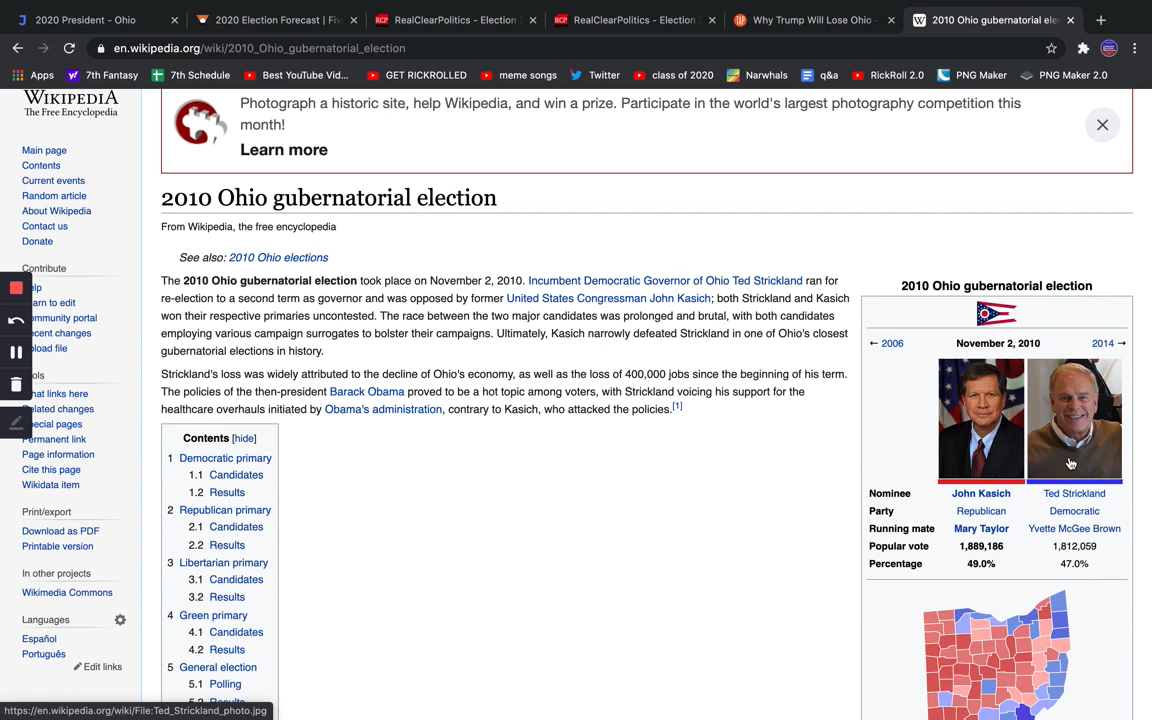 2020 President - Ohio
2020 Election Forecast | Fiv
RealClearPolitics - Election
RealClearPolitics - Election
Why Trump Will Lose Ohio -
2010 Ohio gubernatorial ele
en.wikipedia.org/wiki/2010_Ohio_gubernatorial_election
Apps
7th Fantasy
7th Schedule
Best YouTube Vid...
GET RICKROLLED
meme songs
Twitter
class of 2020
Narwhals
q&a
RickRoll 2.0
PNG Maker
PNG Maker 2.0
WIKIPEDIA
The Free Encyclopedia
Main page
Contents
Current events
Random article
About Wikipedia
Contact us
Donate
Contribute
elp
arn to edit
ommunity portal
ecent changes
pload file
ols
hat links here
elated changes
pecial pages
ermanent link
Page information
Cite this page
Wikidata item
Print/export
Download as PDF
Printable version
In other projects
Wikimedia Commons
Languages
Español
Português
Edit links
Photograph a historic site, help Wikipedia, and win a prize. Participate in the world's largest photography competition this
month!
Learn more
2010 Ohio gubernatorial election
From Wikipedia, the free encyclopedia
See also: 2010 Ohio elections
The 2010 Ohio gubernatorial election took place on November 2, 2010. Incumbent Democratic Governor of Ohio Ted Strickland ran for
re-election to a second term as governor and was opposed by former United States Congressman John Kasich; both Strickland and Kasich
won their respective primaries uncontested. The race between the two major candidates was prolonged and brutal, with both candidates
employing various campaign surrogates to bolster their campaigns. Ultimately, Kasich narrowly defeated Strickland in one of Ohio's closest
gubernatorial elections in history.
Strickland's loss was widely attributed to the decline of Ohio's economy, as well as the loss of 400,000 jobs since the beginning of his term.
The policies of the then-president Barack Obama proved to be a hot topic among voters, with Strickland voicing his support for the
healthcare overhauls initiated by Obama's administration, contrary to Kasich, who attacked the policies.[1]
Contents [hide]
1 Democratic primary
1.1 Candidates
1.2 Results
2 Republican primary
2.1 Candidates
2.2 Results
3 Libertarian primary
3.1 Candidates
3.2 Results
4 Green primary
4.1 Candidates
4.2 Results
5 General election
5.1 Polling
5.2 Results
2010 Ohio gubernatorial election
← 2006 November 2, 2010 2014 →
Nominee John Kasich Ted Strickland
Party Republican Democratic
Running mate Mary Taylor Yvette McGee Brown
Popular vote 1,889,186 1,812,059
Percentage 49.0% 47.0%
https://en.wikipedia.org/wiki/File:Ted_Strickland_photo.jpg